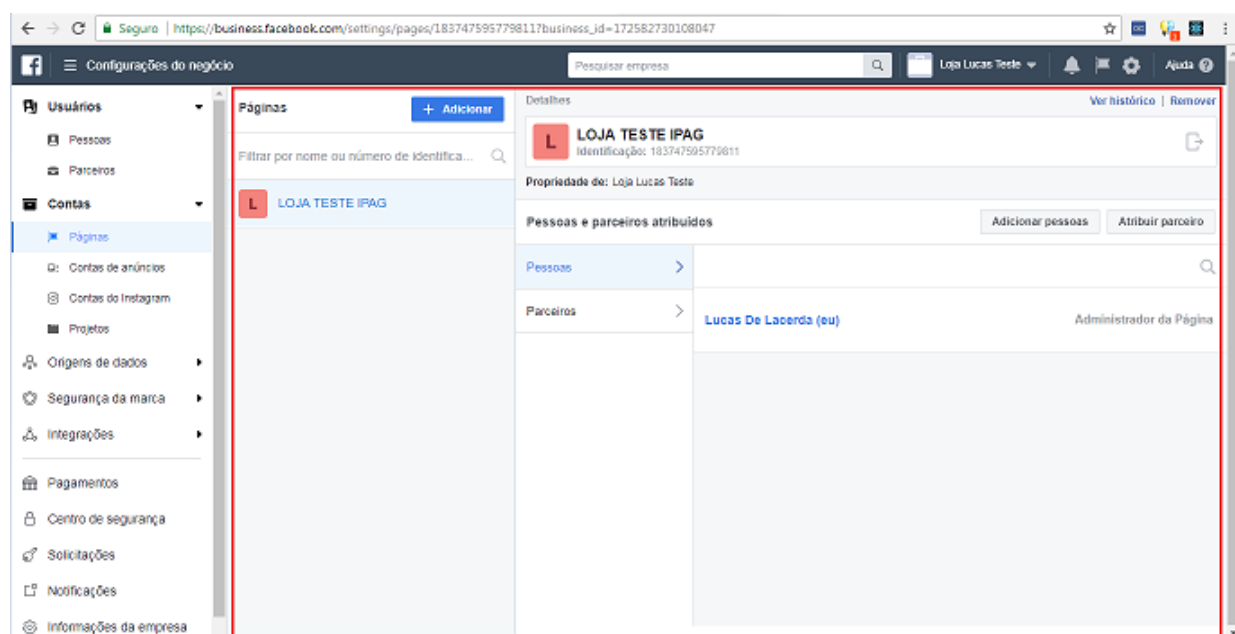 Seguro | https://business.facebook.com/settings/pages/183747595779811?business_id=172582730108047
Configurações do negócio
Pesquisar empresa
Loja Lucas Teste
Ajuda
Usuários
Pessoas
Parceiros
Contas
Páginas
Contas de anúncios
Contas do Instagram
Projetos
Origens de dados
Segurança da marca
Integrações
Pagamentos
Centro de segurança
Solicitações
Notificações
Informações da empresa
Páginas
+ Adicionar
Filtrar por nome ou número de identifica...
L LOJA TESTE IPAG
Detalhes
Ver histórico | Remover
L LOJA TESTE IPAG
Identificação: 183747595779811
Propriedade de: Loja Lucas Teste
Pessoas e parceiros atribuídos
Adicionar pessoas
Atribuir parceiro
Pessoas
Parceiros
Lucas De Lacerda (eu)
Administrador da Página